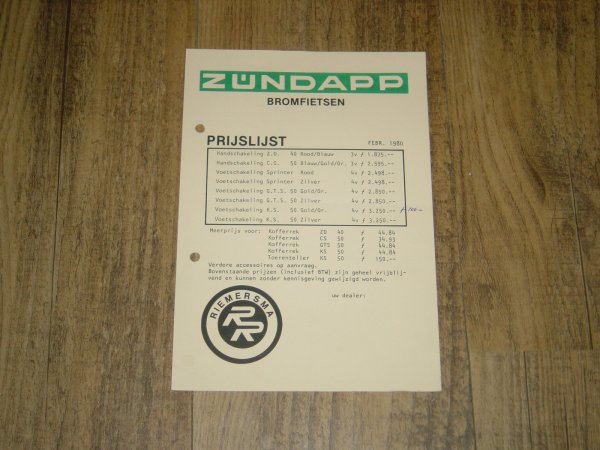 ZÜNDAPP
BROMFIETSEN
PRIJSLIJST FEBR. 1980
Handschakeling Z.D. 40 Rood/Blauw 3v ƒ 1.825.--
Handschakeling C.S. 50 Blauw/Gold/Gr. 3v ƒ 2.595.--
Voetschakeling Sprinter Rood 4v ƒ 2.498.--
Voetschakeling Sprinter Zilver 4v ƒ 2.498.--
Voetschakeling G.T.S. 50 Gold/Gr. 4v ƒ 2.850.--
Voetschakeling G.T.S. 50 Zilver 4v ƒ 2.850.--
Voetschakeling K.S. 50 Gold/Gr. 4v ƒ 3.250.--
Voetschakeling K.S. 50 Zilver 4v ƒ 3.250.--
Meerprijs voor: Kofferrek ZD 40 ƒ 44.84
Kofferrek CS 50 ƒ 34.93
Kofferrek GTS 50 ƒ 44.84
Kofferrek KS 50 ƒ 44.84
Toerenteller KS 50 ƒ 150.--
Verdere accessoires op aanvraag.
Bovenstaande prijzen (inclusief BTW) zijn geheel vrijblij-
vend en kunnen zonder kennisgeving gewijzigd worden.
uw dealer:
RIEMERSMA
RR